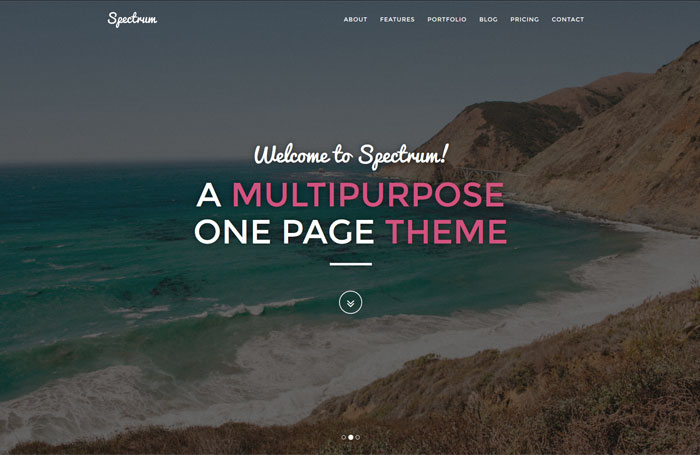 Spectrum
ABOUT FEATURES PORTFOLIO BLOG PRICING CONTACT
Welcome to Spectrum!
A MULTIPURPOSE
ONE PAGE THEME